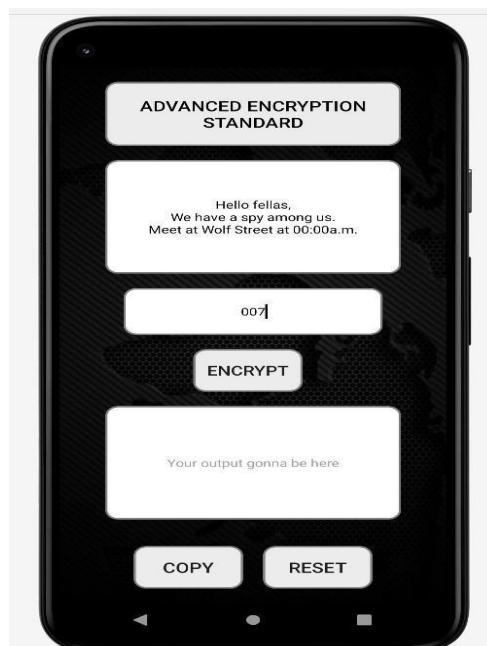 ADVANCED ENCRYPTION
STANDARD
Hello fellas,
We have a spy among us.
Meet at Wolf Street at 00:00a.m.
007
ENCRYPT
Your output gonna be here
COPY
RESET